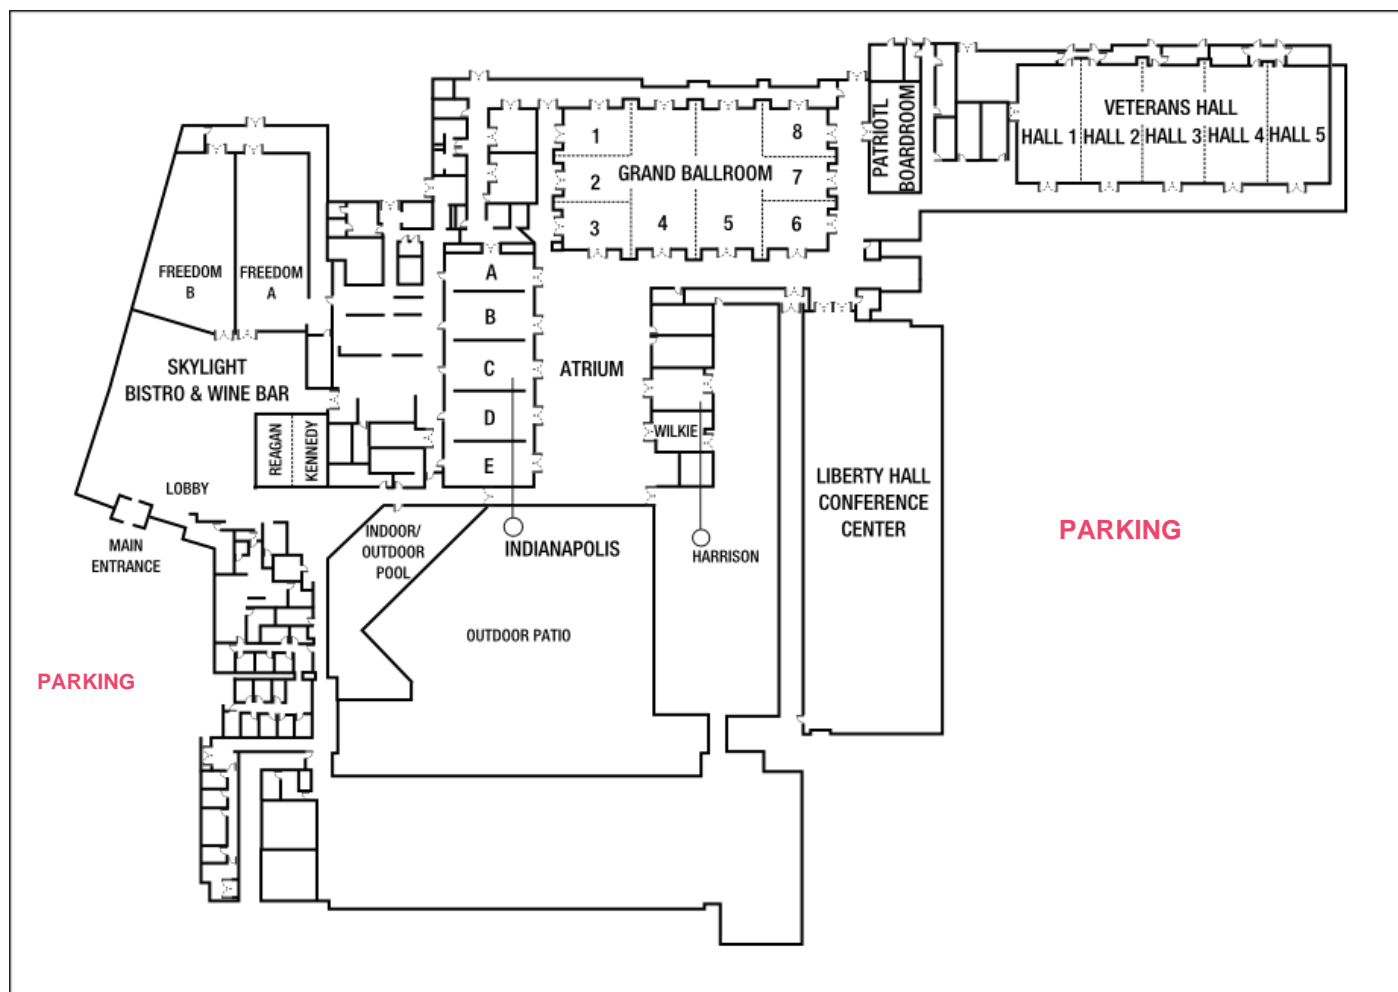 VETERANS HALL
HALL 1
HALL 2
HALL 3
HALL 4
HALL 5
PATRIOTL
BOARDROOM
1
8
GRAND BALLROOM
2
7
3
4
5
6
FREEDOM
B
FREEDOM
A
A
B
C
D
E
ATRIUM
SKYLIGHT
BISTRO & WINE BAR
REAGAN
KENNEDY
WILKIE
LOBBY
MAIN
ENTRANCE
INDOOR/
OUTDOOR
POOL
INDIANAPOLIS
HARRISON
LIBERTY HALL
CONFERENCE
CENTER
PARKING
OUTDOOR PATIO
PARKING